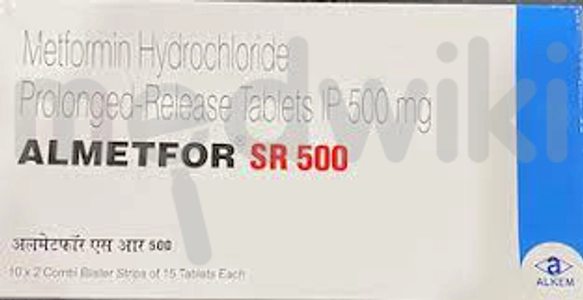 Metformin Hydrochloride
Prolonged-Release Tablets IP 500 mg
ALMETFOR® SR 500
अलमेटफॉर एस आर 500
10 x 2 Combi Blister Strips of 15 Tablets Each
a
ALKEM
medwiki